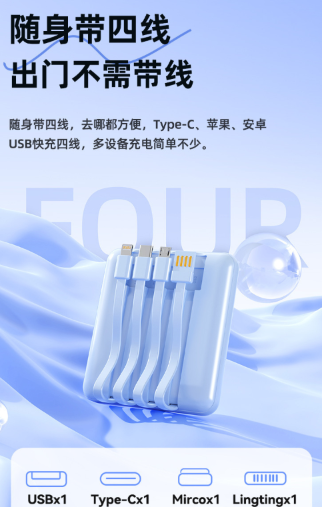 随身带四线
出门不需带线
随身带四线，去哪都方便，Type-C、苹果、安卓
USB快充四线，多设备充电简单不少。
FOUR
USBx1 Type-Cx1 Mircox1 Lingtingx1